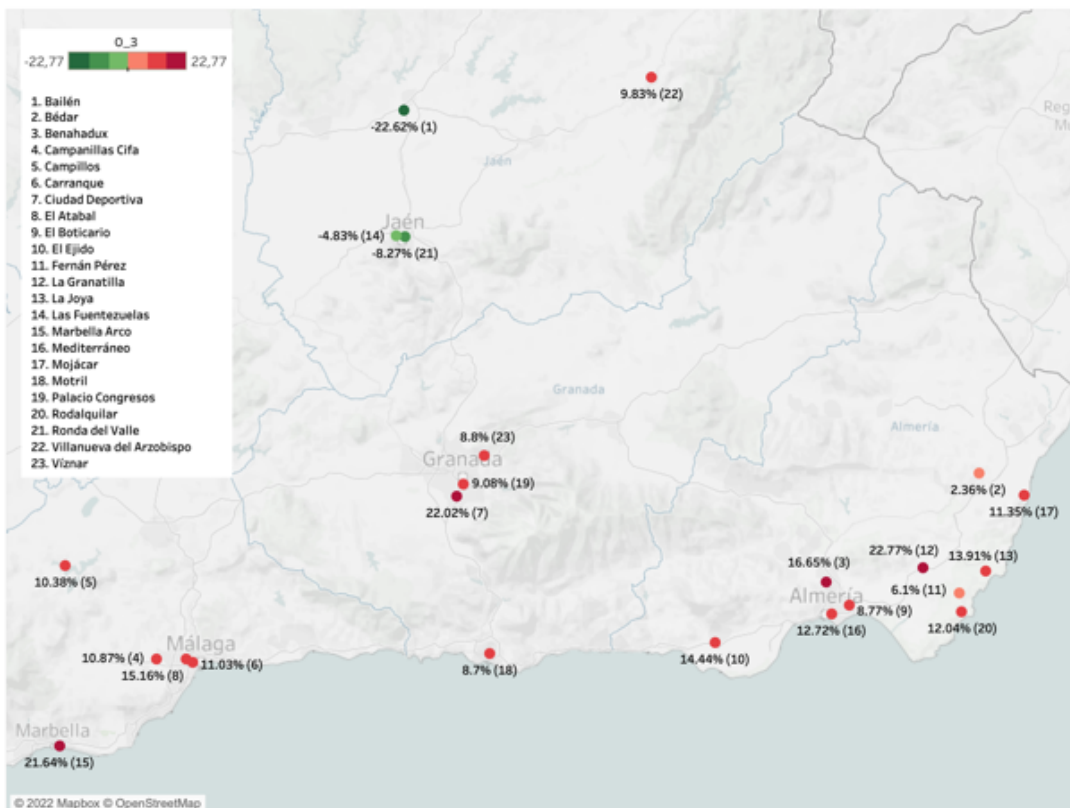 O_3
-22,77 22,77
1. Bailén
2. Bédar
3. Benahadux
4. Campanillas Cifa
5. Campillos
6. Carranque
7. Ciudad Deportiva
8. El Atabal
9. El Boticario
10. El Ejido
11. Fernán Pérez
12. La Granatilla
13. La Joya
14. Las Fuentezuelas
15. Marbella Arco
16. Mediterráneo
17. Mojácar
18. Motril
19. Palacio Congresos
20. Rodalquilar
21. Ronda del Valle
22. Villanueva del Arzobispo
23. Víznar
9.83% (22)
Reg
-22.62% (1)
Jaén
Jaén
-4.83% (14)
-8.27% (21)
Granada
Almería
8.8% (23)
Granada
9.08% (19)
22.02% (7)
2.36% (2)
11.35% (17)
10.38% (5)
16.65% (3)
22.77% (12)
13.91% (13)
6.1% (11)
Almería
8.77% (9)
12.72% (16)
12.04% (20)
Málaga
10.87% (4)
11.03% (6)
15.16% (8)
8.7% (18)
14.44% (10)
Marbella
21.64% (15)
© 2022 Mapbox © OpenStreetMap